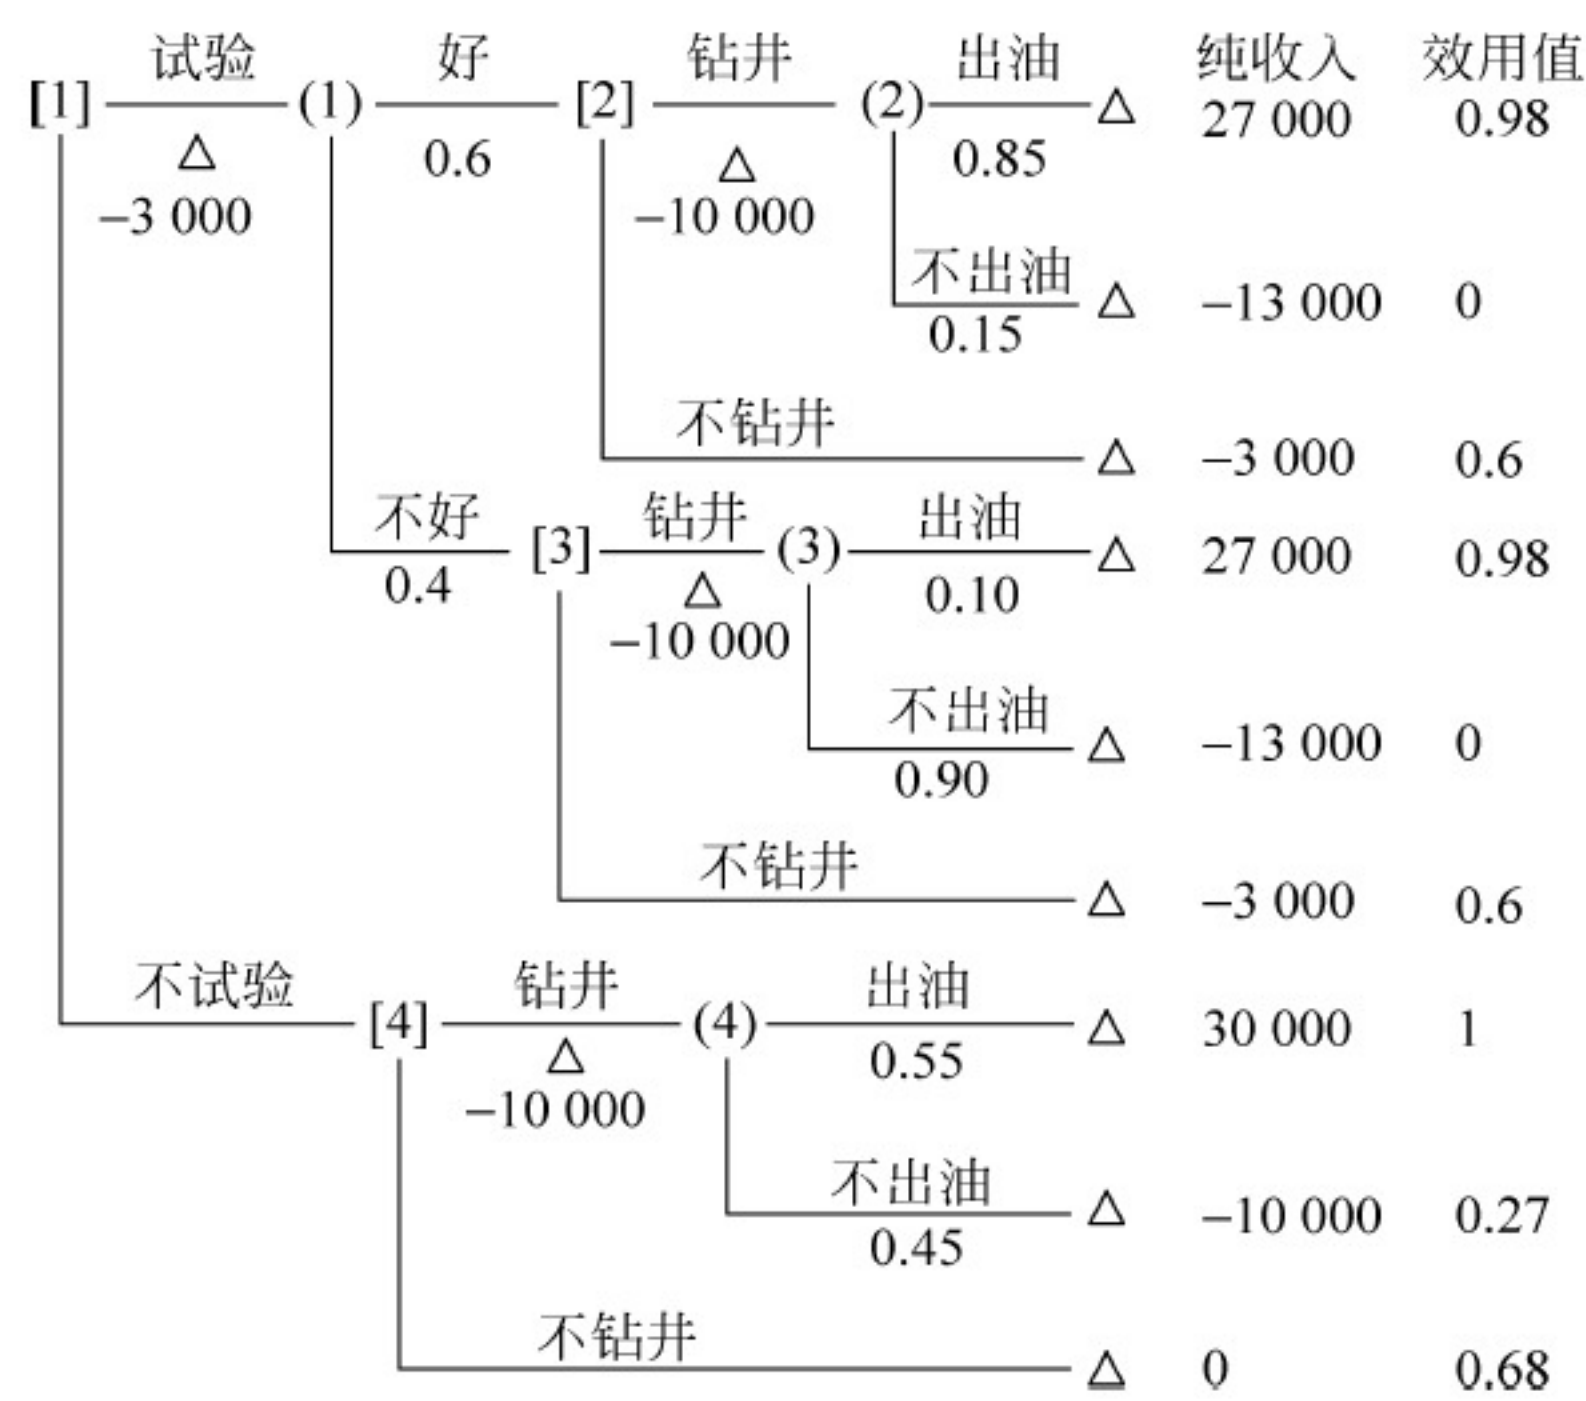 试验 好 钻井 出油 纯收入 效用值
[1] (1) [2] (2) △ 27 000 0.98
△ 0.6 △ 0.85
−3 000 −10 000
不出油 △ −13 000 0
0.15
不钻井 △ −3 000 0.6
不好 [3] 钻井 (3) 出油 △ 27 000 0.98
0.4 △ 0.10
−10 000
不出油 △ −13 000 0
0.90
不钻井 △ −3 000 0.6
不试验 [4] 钻井 (4) 出油 △ 30 000 1
△ 0.55
−10 000
不出油 △ −10 000 0.27
0.45
不钻井 △ 0 0.68